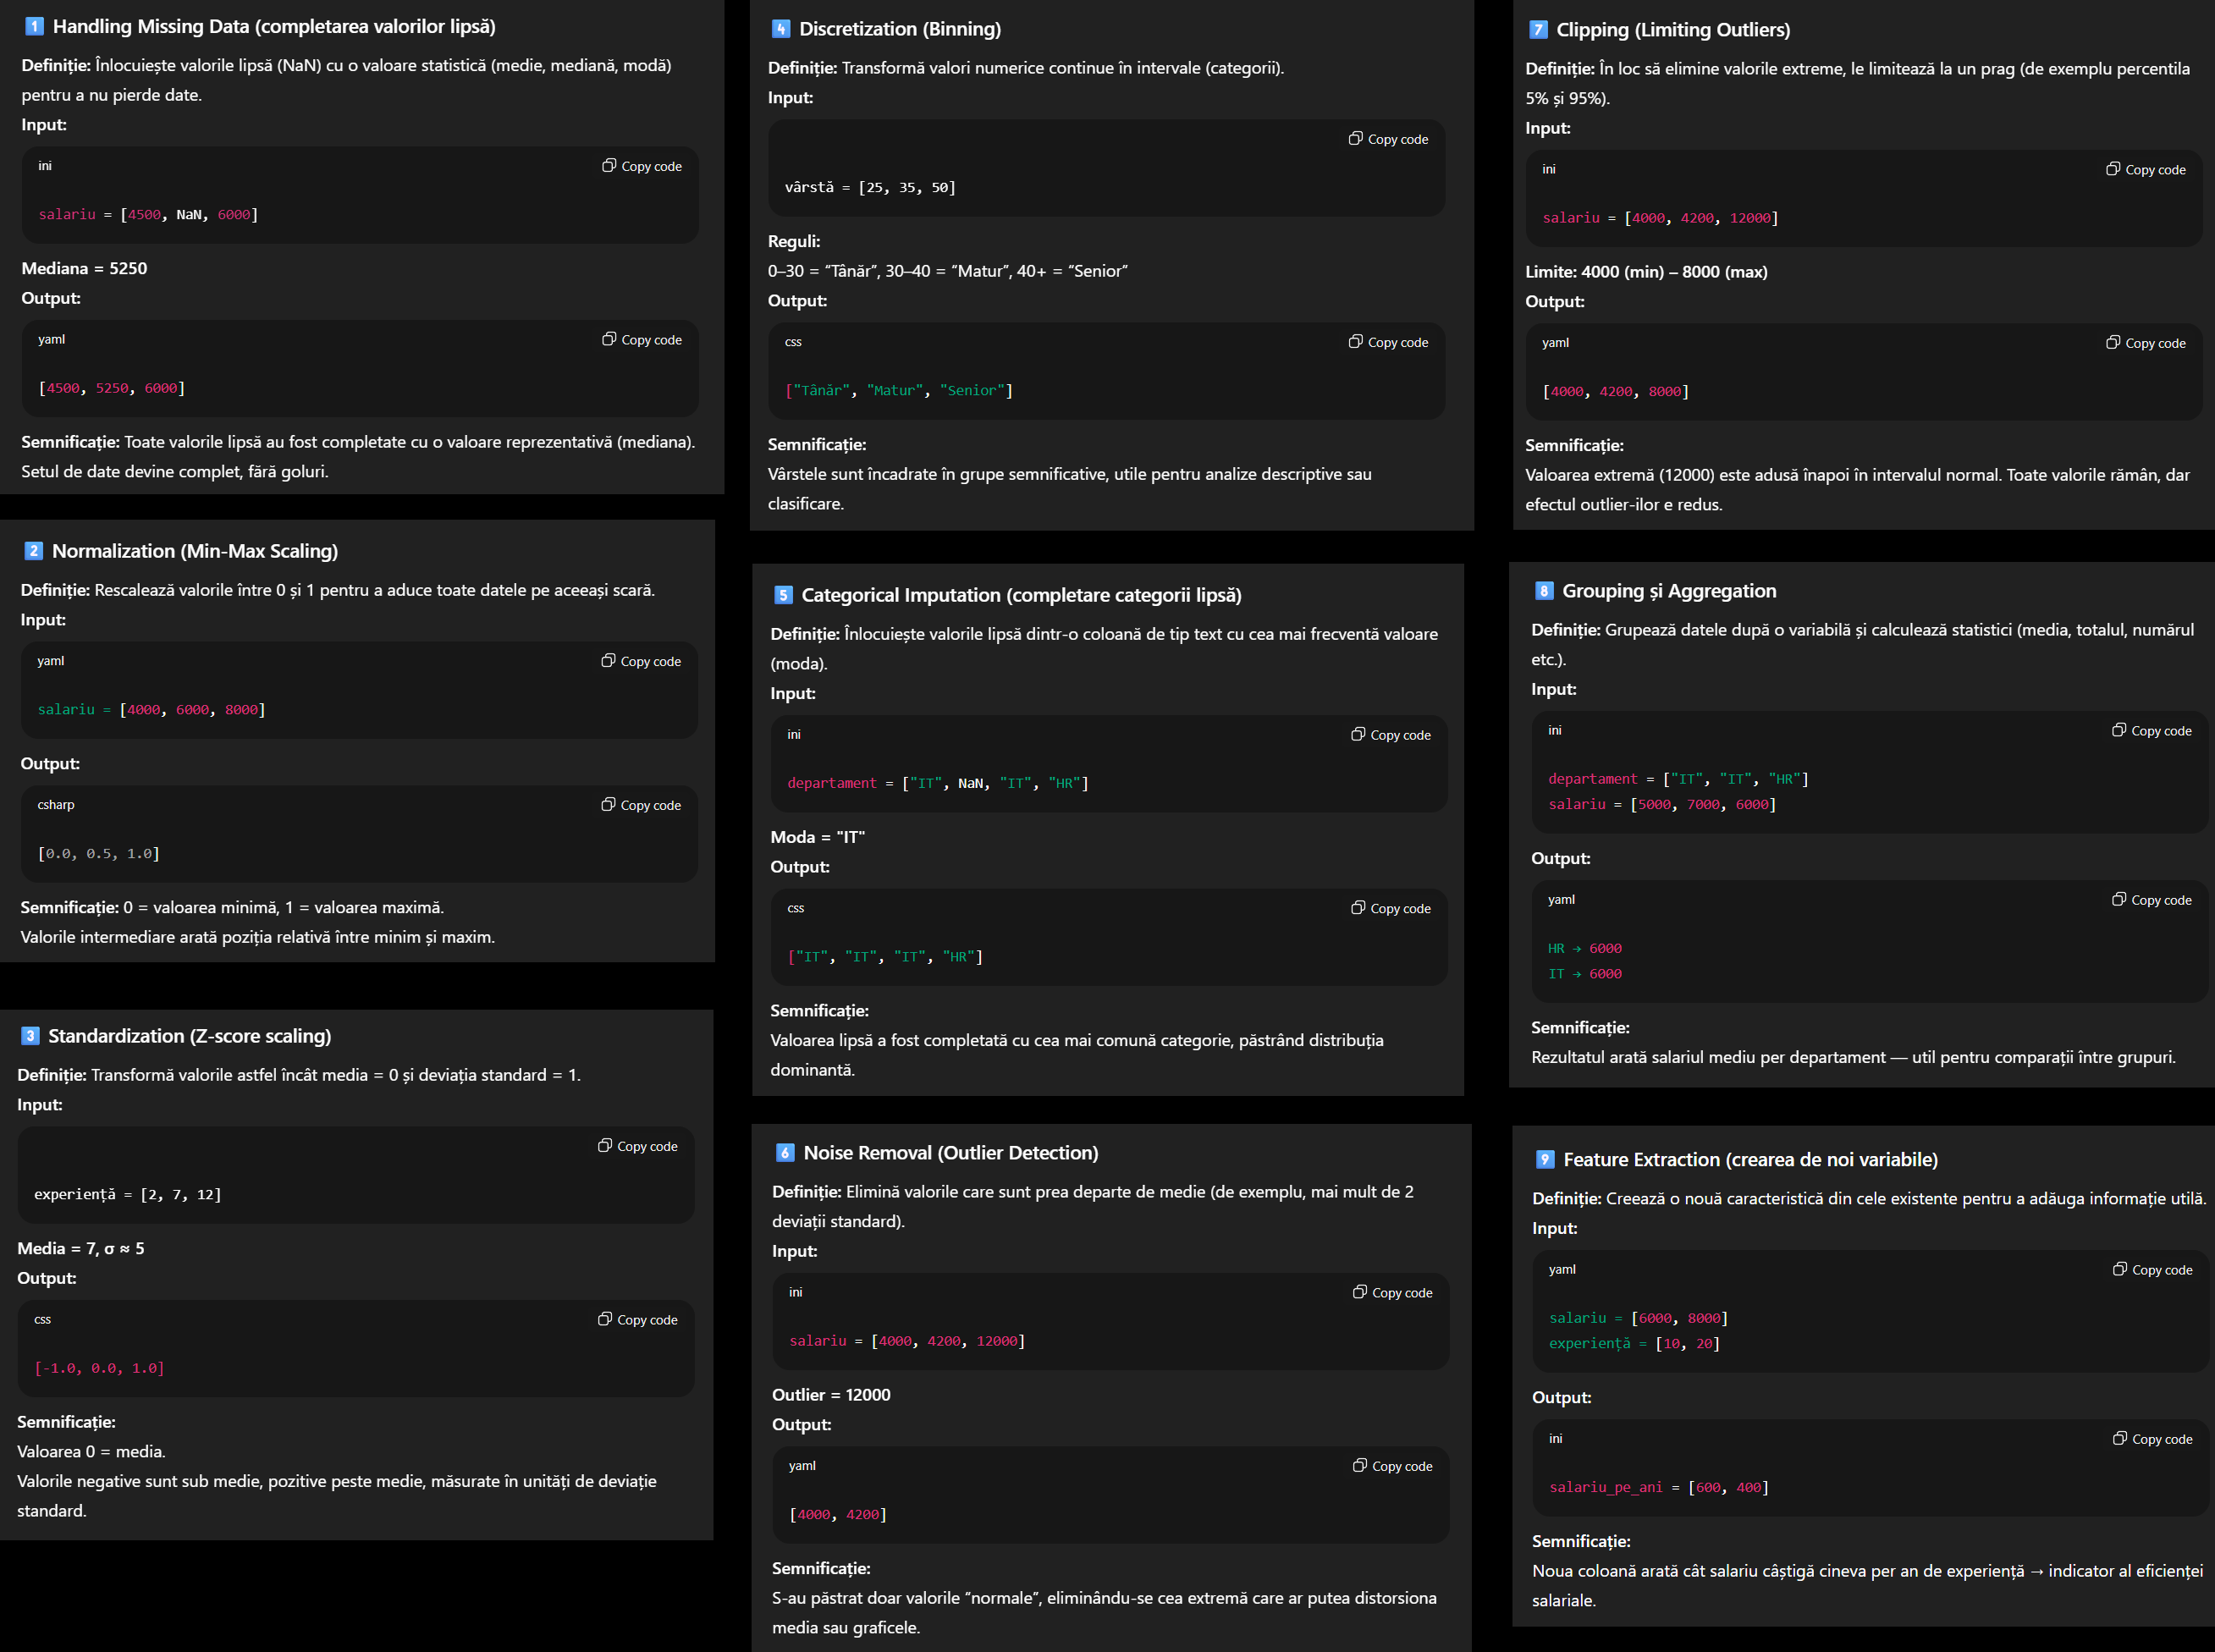 1 Handling Missing Data (completarea valorilor lipsă)
Definiție: Înlocuiește valorile lipsă (NaN) cu o valoare statistică (medie, mediană, modă)
pentru a nu pierde date.
Input:
ini
Copy code
salariu = [4500, NaN, 6000]
Mediana = 5250
Output:
yaml
Copy code
[4500, 5250, 6000]
Semnificație: Toate valorile lipsă au fost completate cu o valoare reprezentativă (mediana).
Setul de date devine complet, fără goluri.
2 Normalization (Min-Max Scaling)
Definiție: Rescalează valorile între 0 și 1 pentru a aduce toate datele pe aceeași scară.
Input:
yaml
Copy code
salariu = [4000, 6000, 8000]
Output:
csharp
Copy code
[0.0, 0.5, 1.0]
Semnificație: 0 = valoarea minimă, 1 = valoarea maximă.
Valorile intermediare arată poziția relativă între minim și maxim.
3 Standardization (Z-score scaling)
Definiție: Transformă valorile astfel încât media = 0 și deviația standard = 1.
Input:
Copy code
experiență = [2, 7, 12]
Media = 7, σ ≈ 5
Output:
css
Copy code
[-1.0, 0.0, 1.0]
Semnificație:
Valoarea 0 = media.
Valorile negative sunt sub medie, pozitive peste medie, măsurate în unități de deviație
standard.
4 Discretization (Binning)
Definiție: Transformă valori numerice continue în intervale (categorii).
Input:
Copy code
vârstă = [25, 35, 50]
Reguli:
0–30 = “Tânăr”, 30–40 = “Matur”, 40+ = “Senior”
Output:
css
Copy code
["Tânăr", "Matur", "Senior"]
Semnificație:
Vârstele sunt încadrate în grupe semnificative, utile pentru analize descriptive sau
clasificare.
5 Categorical Imputation (completare categorii lipsă)
Definiție: Înlocuiește valorile lipsă dintr-o coloană de tip text cu cea mai frecventă valoare
(moda).
Input:
ini
Copy code
departament = ["IT", NaN, "IT", "HR"]
Moda = "IT"
Output:
css
Copy code
["IT", "IT", "IT", "HR"]
Semnificație:
Valoarea lipsă a fost completată cu cea mai comună categorie, păstrând distribuția
dominantă.
6 Noise Removal (Outlier Detection)
Definiție: Elimină valorile care sunt prea departe de medie (de exemplu, mai mult de 2
deviații standard).
Input:
ini
Copy code
salariu = [4000, 4200, 12000]
Outlier = 12000
Output:
yaml
Copy code
[4000, 4200]
Semnificație:
S-au păstrat doar valorile “normale”, eliminându-se cea extremă care ar putea distorsiona
media sau graficele.
7 Clipping (Limiting Outliers)
Definiție: În loc să elimine valorile extreme, le limitează la un prag (de exemplu percentila
5% și 95%).
Input:
ini
Copy code
salariu = [4000, 4200, 12000]
Limite: 4000 (min) – 8000 (max)
Output:
yaml
Copy code
[4000, 4200, 8000]
Semnificație:
Valoarea extremă (12000) este adusă înapoi în intervalul normal. Toate valorile rămân, dar
efectul outlier-ilor e redus.
8 Grouping și Aggregation
Definiție: Grupează datele după o variabilă și calculează statistici (media, totalul, numărul
etc.).
Input:
ini
Copy code
departament = ["IT", "IT", "HR"]
salariu = [5000, 7000, 6000]
Output:
yaml
Copy code
HR → 6000
IT → 6000
Semnificație:
Rezultatul arată salariul mediu per departament — util pentru comparații între grupuri.
9 Feature Extraction (crearea de noi variabile)
Definiție: Creează o nouă caracteristică din cele existente pentru a adăuga informație utilă.
Input:
yaml
Copy code
salariu = [6000, 8000]
experiență = [10, 20]
Output:
ini
Copy code
salariu_pe_ani = [600, 400]
Semnificație:
Noua coloană arată cât salariu câștigă cineva per an de experiență → indicator al eficienței
salariale.